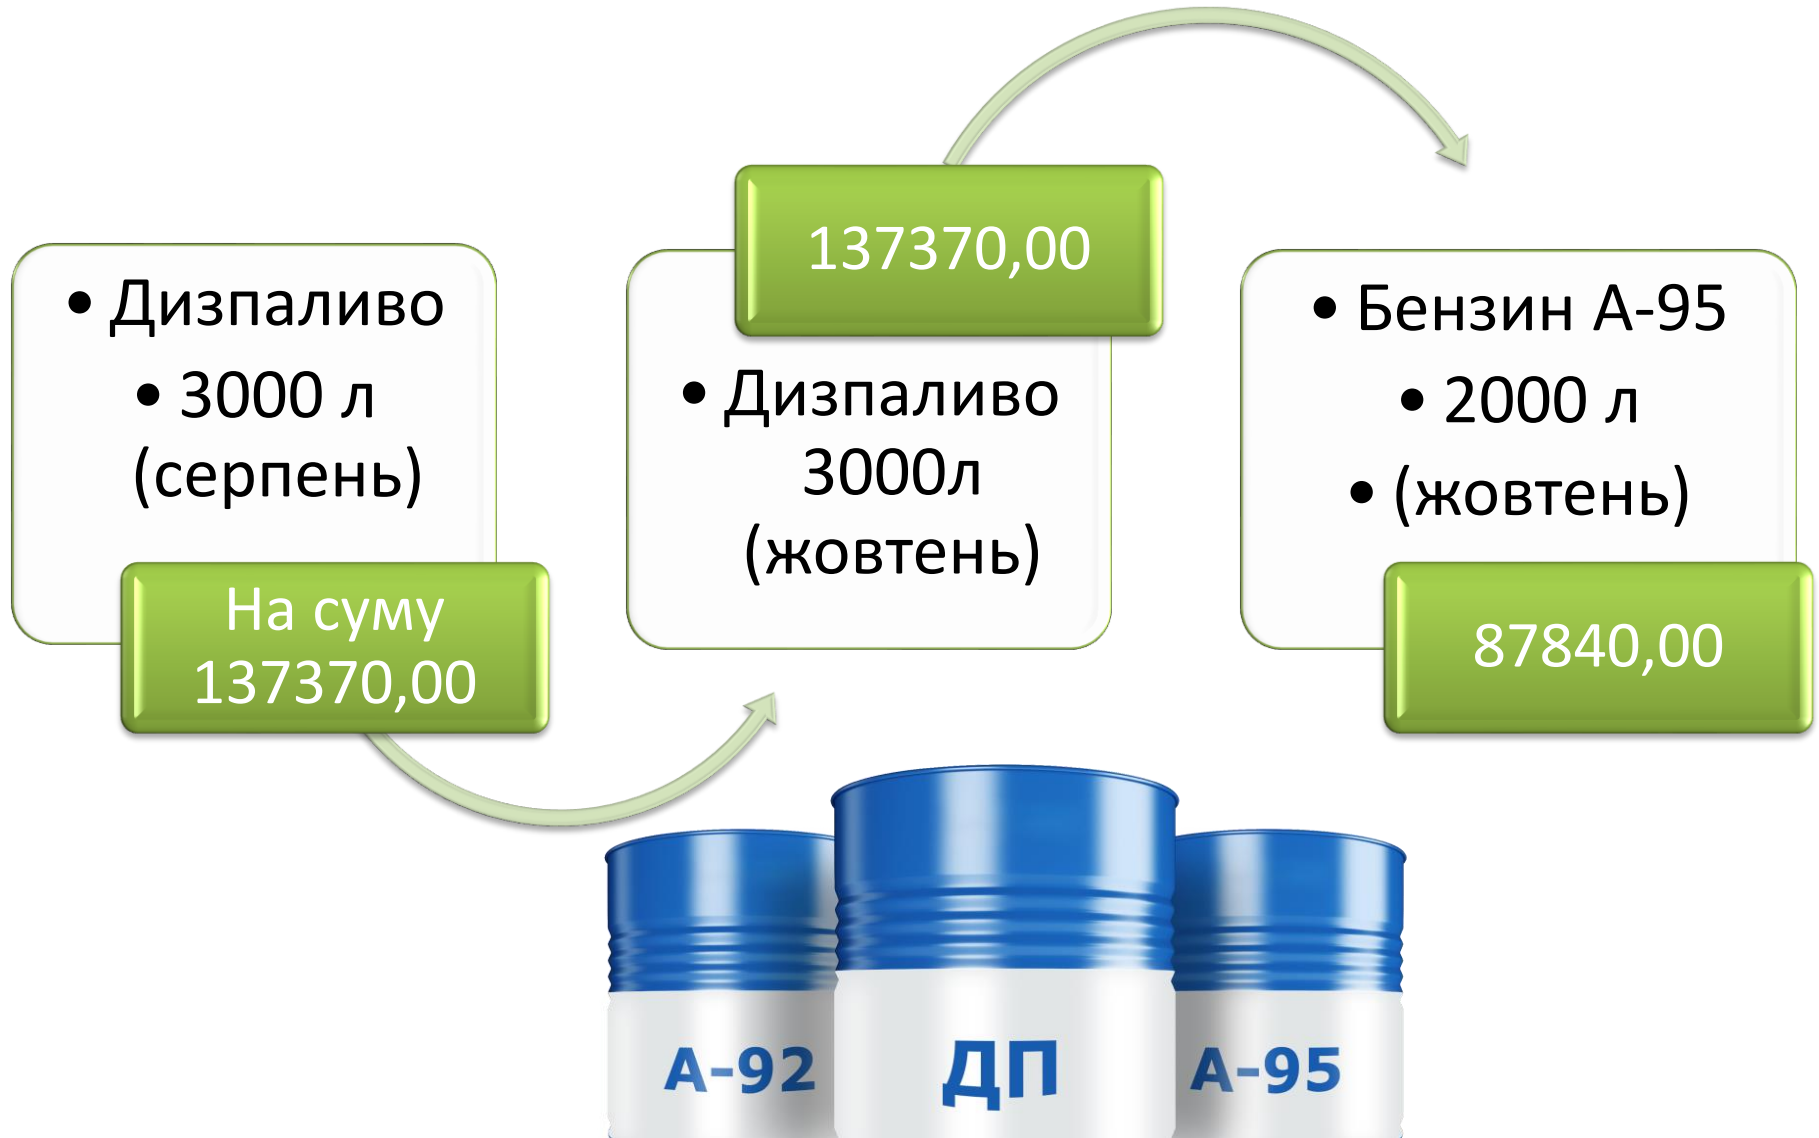 • Дизпаливо
• 3000 л
(серпень)
На суму
137370,00
137370,00
• Дизпаливо
3000л
(жовтень)
• Бензин А-95
• 2000 л
• (жовтень)
87840,00
А-92
ДП
А-95